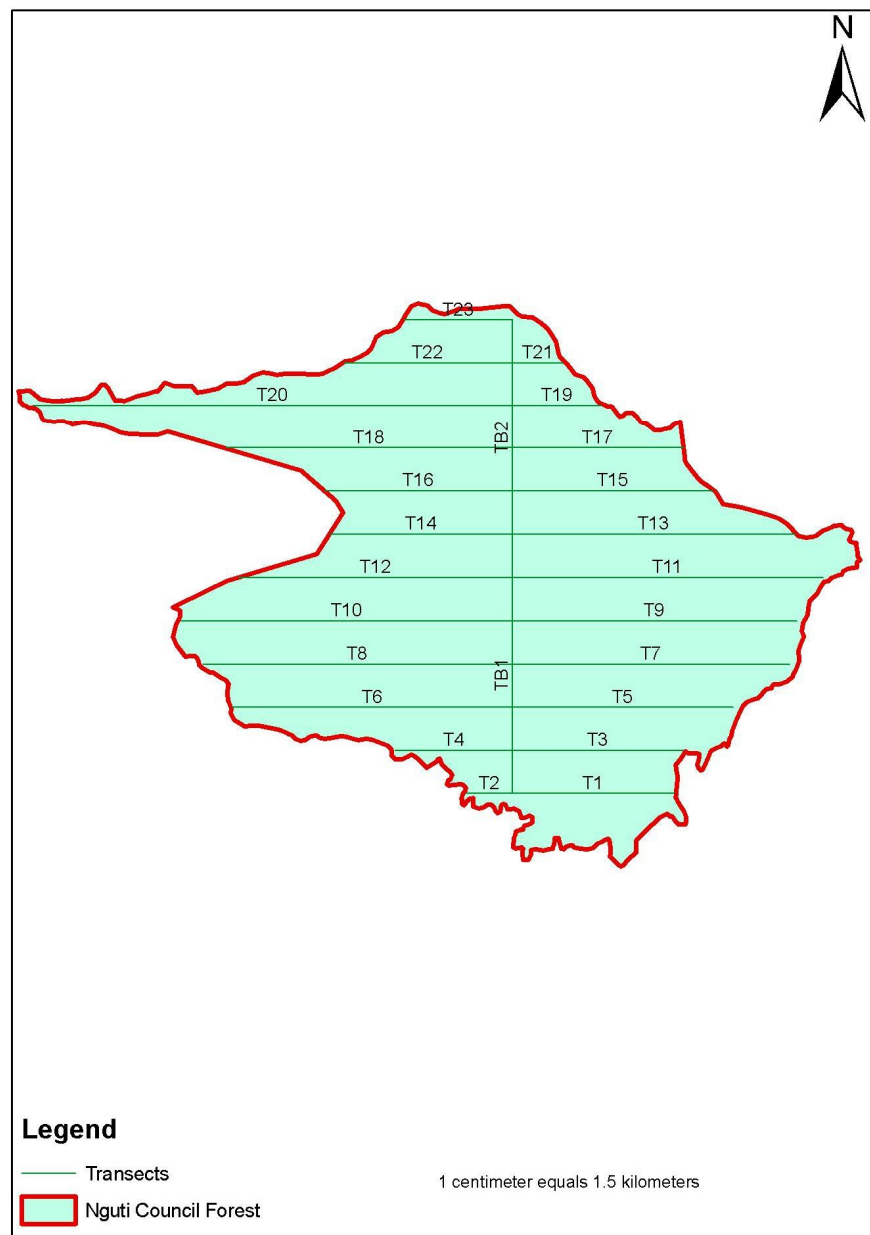 N
T23
T22 T21
T20 T19
TB2
T18 T17
T16 T15
T14 T13
T12 T11
T10 T9
T8 T7
TB1
T6 T5
T4 T3
T2 T1
Legend
Transects
1 centimeter equals 1.5 kilometers
Nguti Council Forest